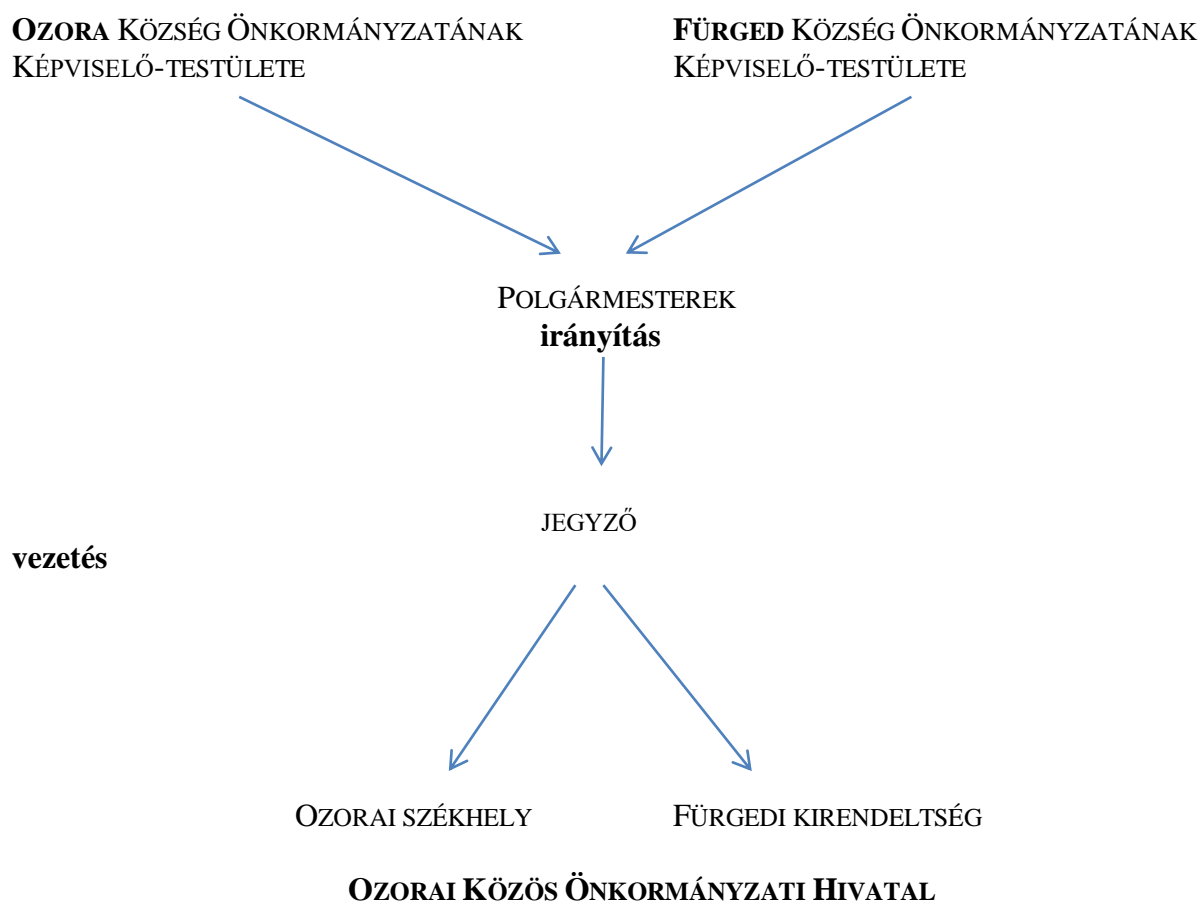 OZORA KÖZSÉG ÖNKORMÁNYZATÁNAK
KÉPVISELŐ-TESTÜLETE
FÜRGED KÖZSÉG ÖNKORMÁNYZATÁNAK
KÉPVISELŐ-TESTÜLETE
POLGÁRMESTEREK
irányítás
JEGYZŐ
vezetés
OZORAI SZÉKHELY
FÜRGEDI KIRENDELTSÉG
OZORAI KÖZÖS ÖNKORMÁNYZATI HIVATAL